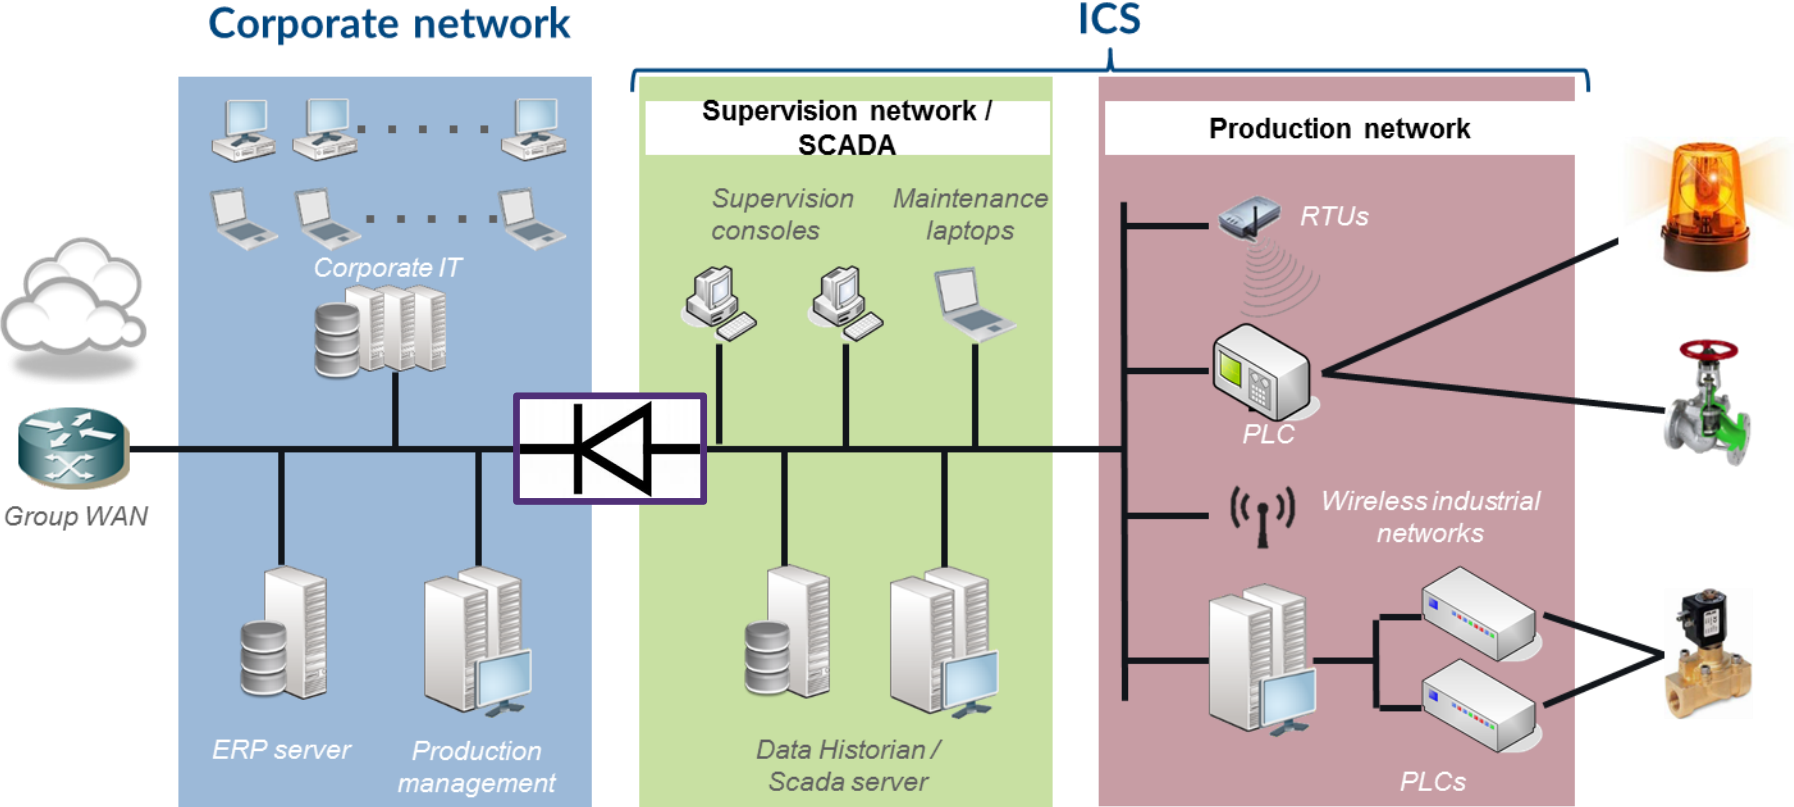 Corporate network
ICS
Supervision network /
SCADA
Production network
Supervision
consoles
Maintenance
laptops
RTUs
Corporate IT
PLC
Group WAN
Wireless industrial
networks
ERP server
Production
management
Data Historian /
Scada server
PLCs